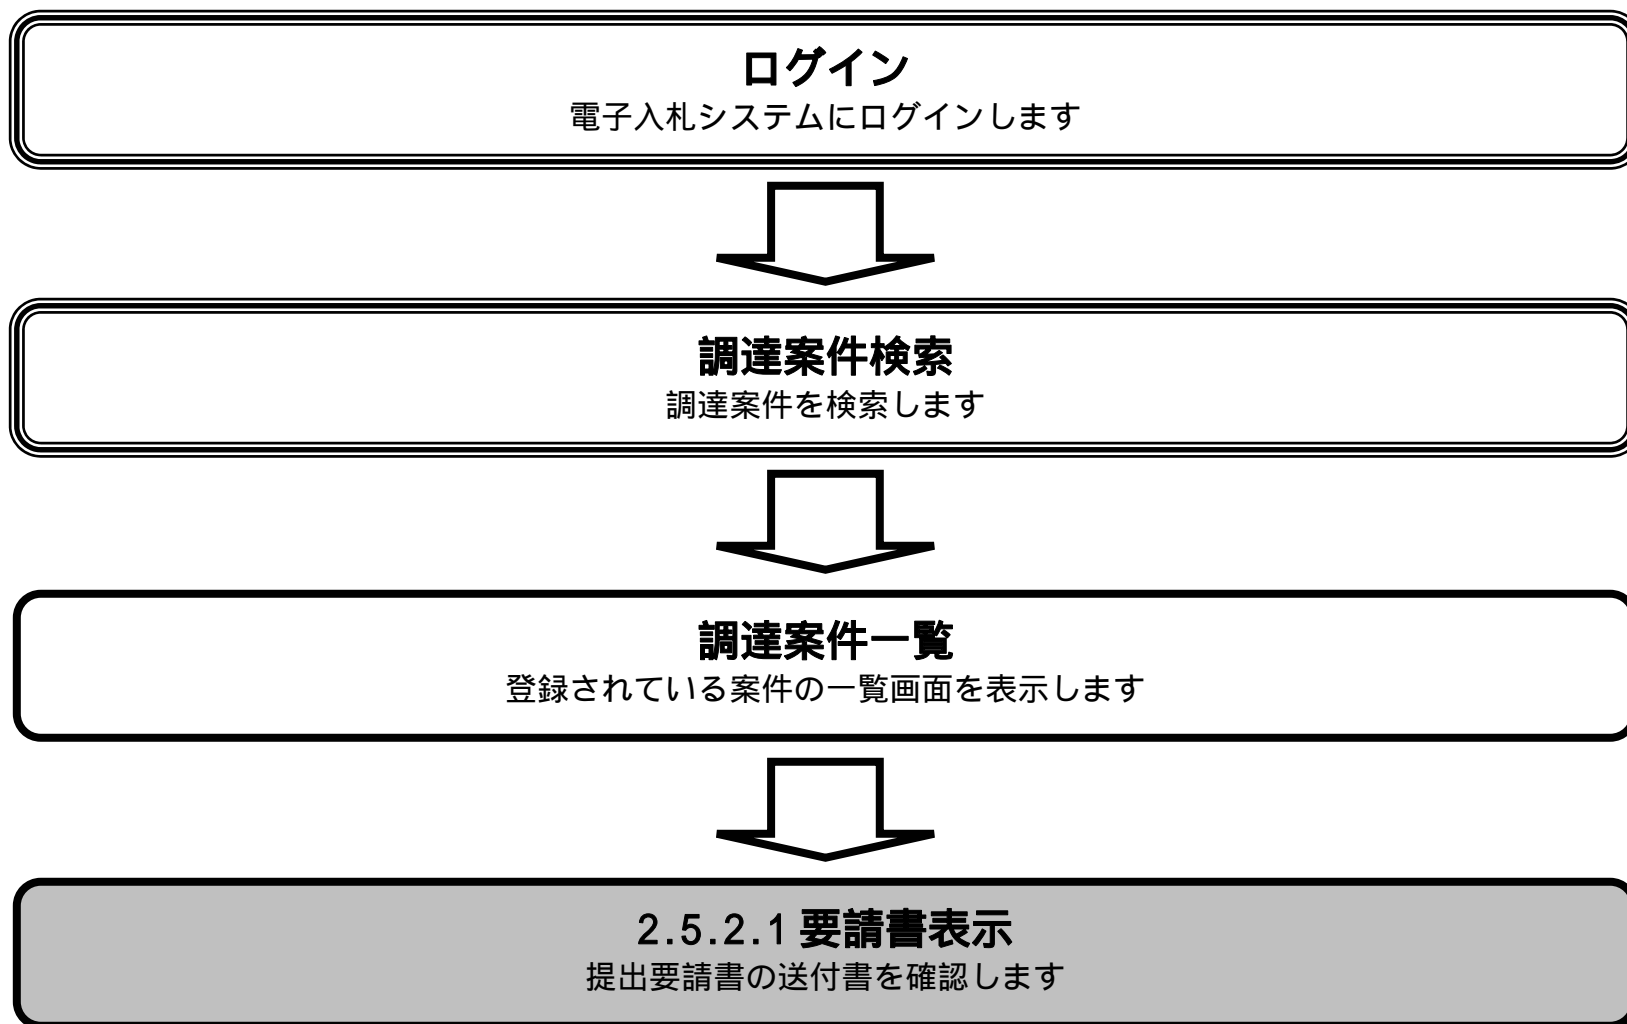 ログイン
電子入札システムにログインします
調達案件検索
調達案件を検索します
調達案件一覧
登録されている案件の一覧画面を表示します
2.5.2.1要請書表示
提出要請書の送付書を確認します